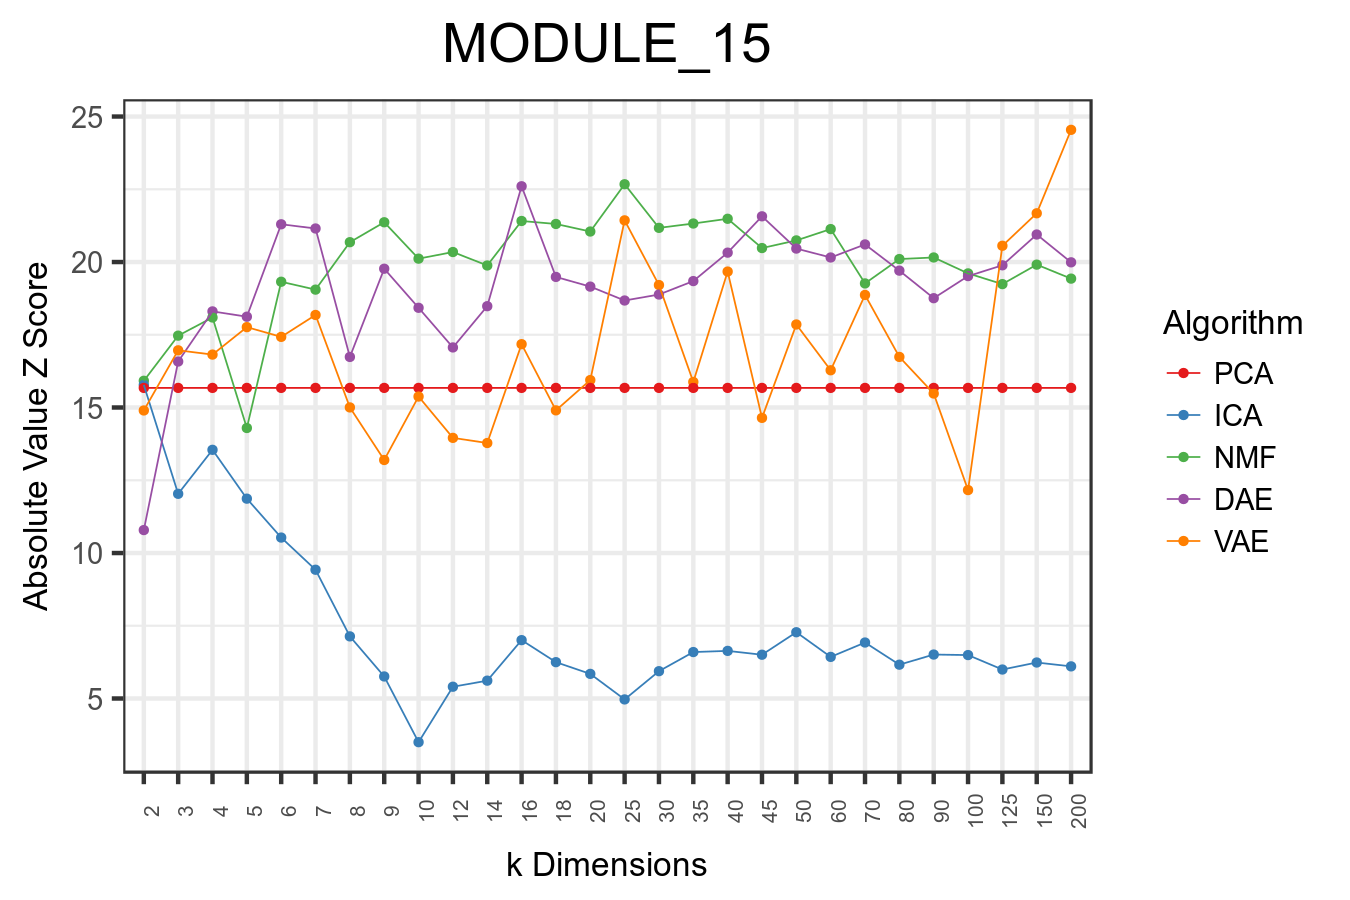 MODULE_15
Absolute Value Z Score
25
20
15
10
5
2 3 4 5 6 7 8 9 10 12 14 16 18 20 25 30 35 40 45 50 60 70 80 90 100 125 150 200
k Dimensions
Algorithm
PCA
ICA
NMF
DAE
VAE